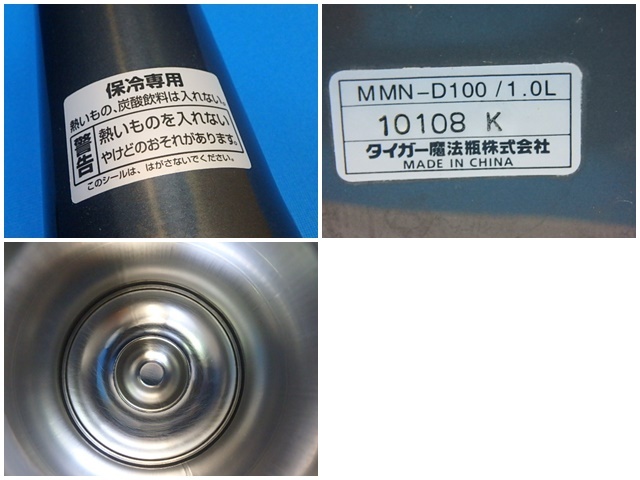 保冷専用
熱いもの、炭酸飲料は入れない。
警告
熱いものを入れない
やけどのおそれがあります。
このシールは、はがさないでください。
MMN-D100/1.0L
10108 K
タイガー魔法瓶株式会社
MADE IN CHINA